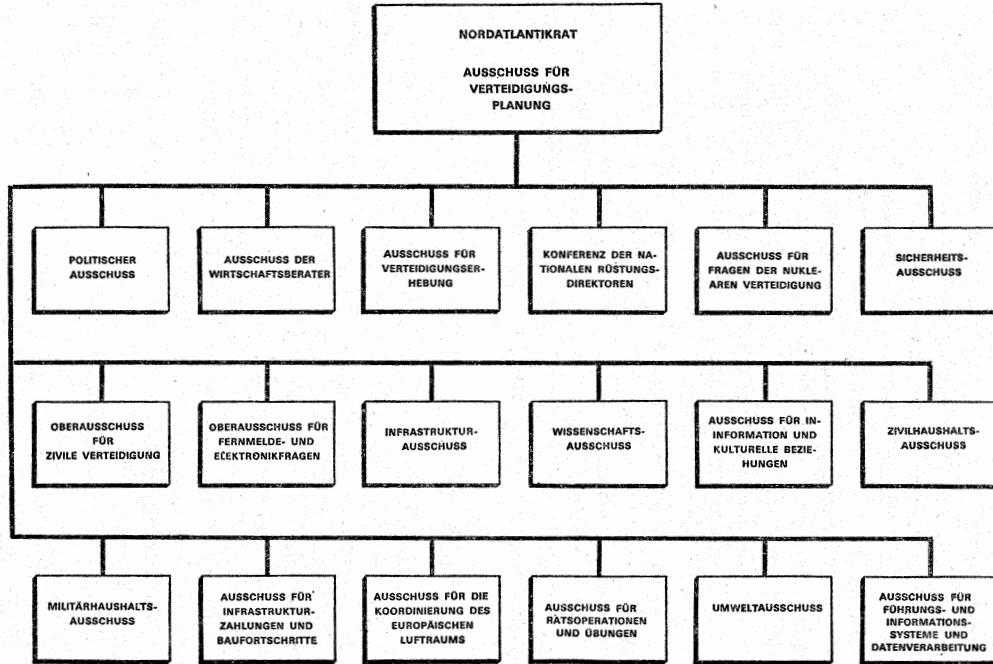 NORDATLANTIKRAT
AUSSCHUSS FÜR
VERTEIDIGUNGS-
PLANUNG
POLITISCHER
AUSSCHUSS
AUSSCHUSS DER
WIRTSCHAFTSBERATER
AUSSCHUSS FÜR
VERTEIDIGUNGSER-
HEBUNG
KONFERENZ DER NA-
TIONALEN RÜSTUNGS-
DIREKTOREN
AUSSCHUSS FÜR
FRAGEN DER NUKLE-
AREN VERTEIDIGUNG
SICHERHEITS-
AUSSCHUSS
OBERAUSSCHUSS
FÜR
ZIVILE VERTEIDIGUNG
OBERAUSSCHUSS FÜR
FERNMELDE- UND
ELEKTRONIKFRAGEN
INFRASTRUKTUR-
AUSSCHUSS
WISSENSCHAFTS-
AUSSCHUSS
AUSSCHUSS FÜR IN-
INFORMATION UND
KULTURELLE BEZIE-
HUNGEN
ZIVILHAUSHALTS-
AUSSCHUSS
MILITÄRHAUSHALTS-
AUSSCHUSS
AUSSCHUSS FÜR
INFRASTRUKTUR-
ZAHLUNGEN UND
BAUFORTSCHRITTE
AUSSCHUSS FÜR DIE
KOORDINIERUNG DES
EUROPÄISCHEN
LUFTRAUMS
AUSSCHUSS FÜR
RATSOPERATIONEN
UND ÜBUNGEN
UMWELTAUSSCHUSS
AUSSCHUSS FÜR
FÜHRUNGS- UND
INFORMATIONS-
SYSTEME UND
DATENVERARBEITUNG